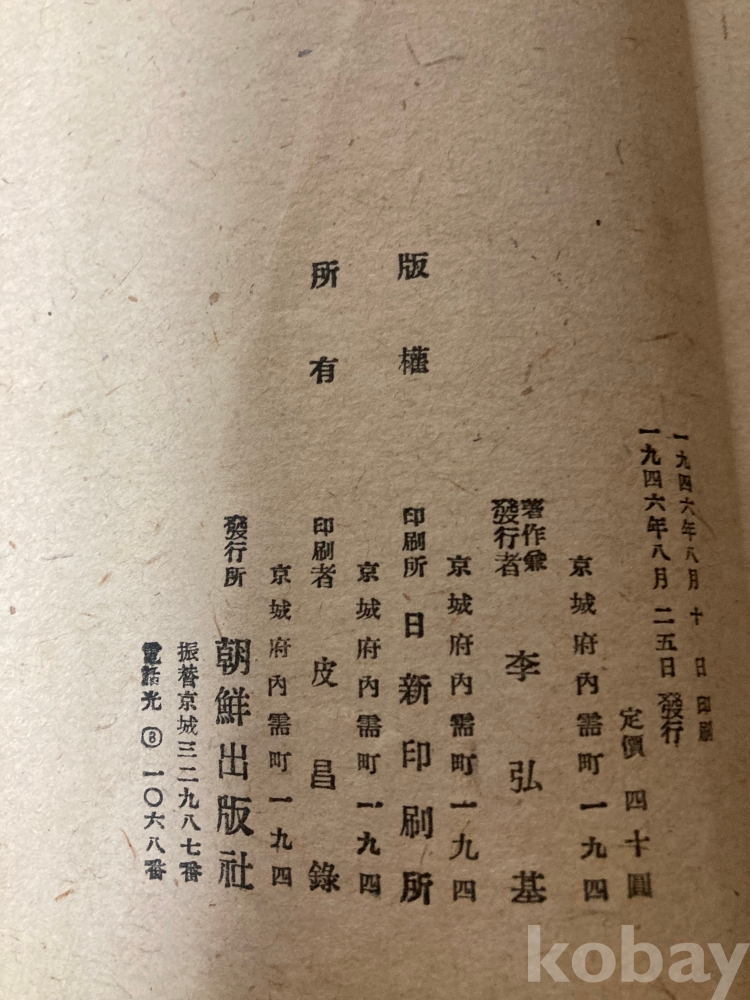 一九四六年八月十日 印刷
一九四六年八月二五日 發行
定價 四十圓
京城府內需町一九四
著作兼
發行者 李弘基
京城府內需町一九四
印刷所 日新印刷所
版權
京城府內需町一九四
印刷者 皮昌錄
所有
京城府內需町一九四
發行所 朝鮮出版社
振替京城三二九八七番
電話光③一〇六八番
kobay